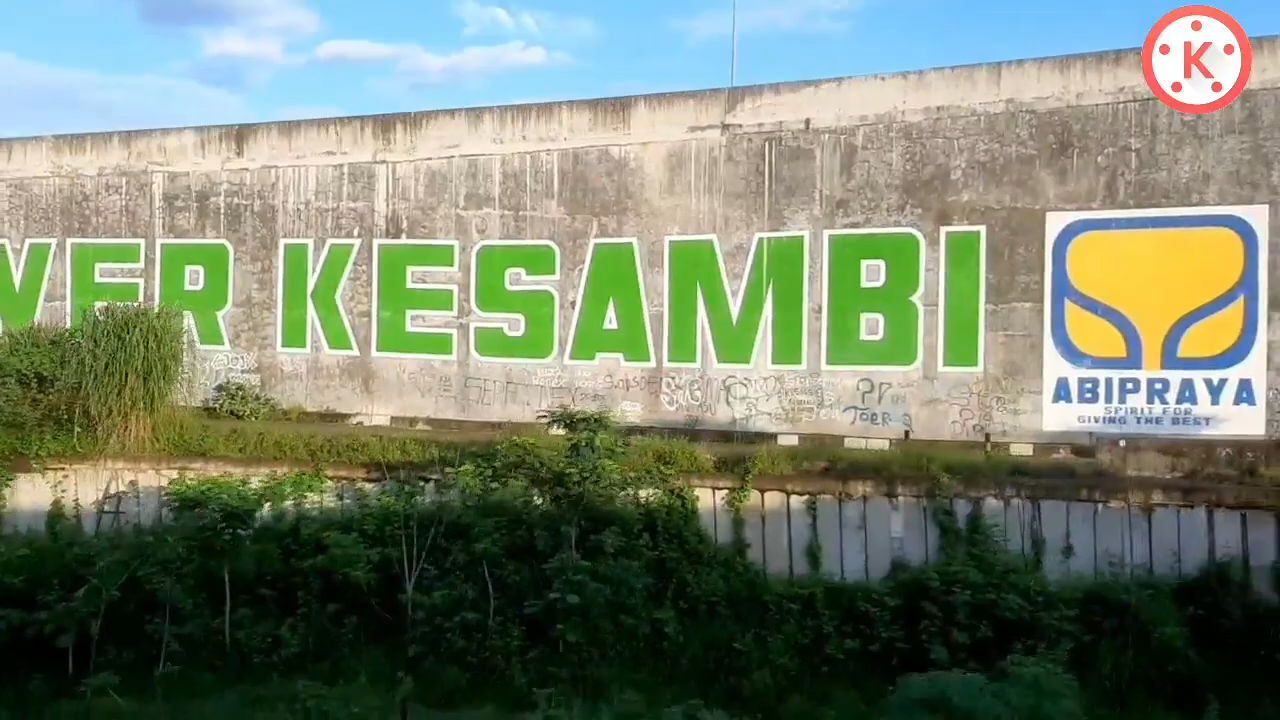 VER KESAMBI
K
ABIPRAYA
SPIRIT FOR
GIVING THE BEST